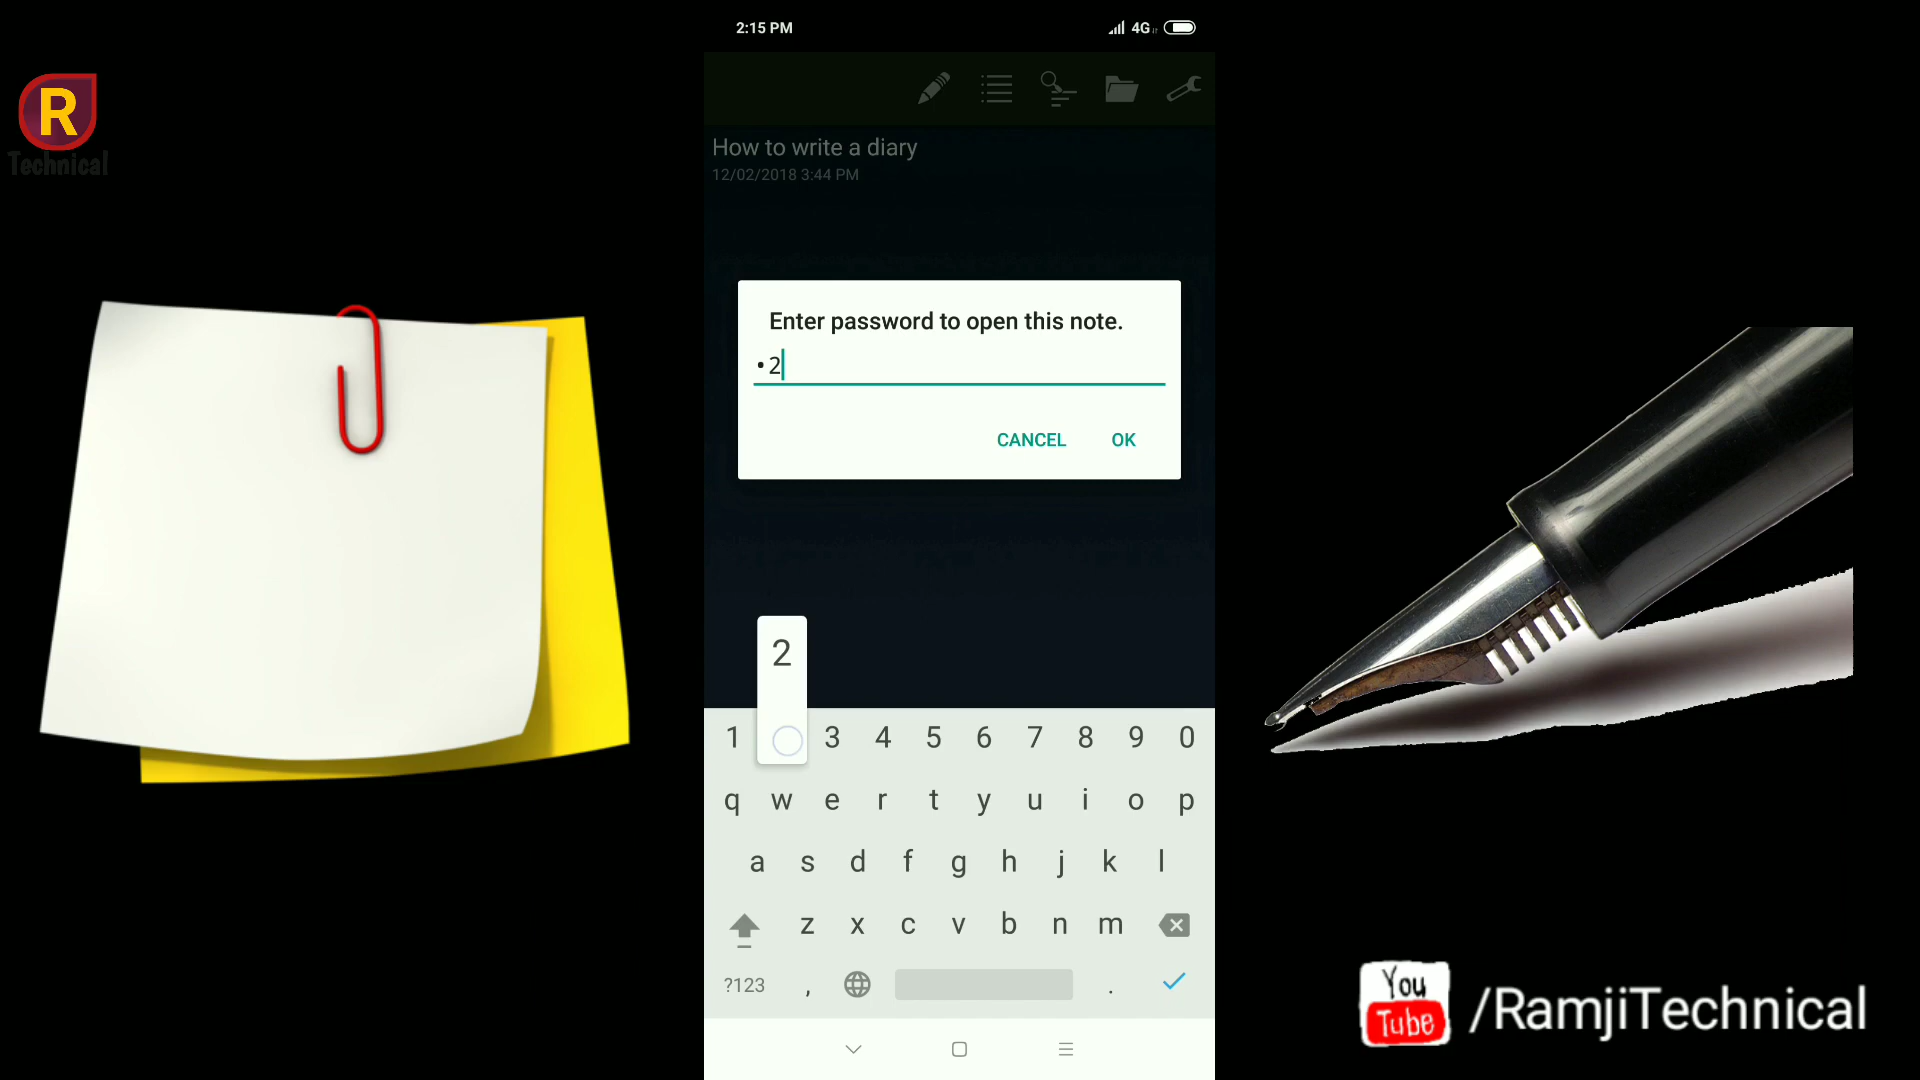 2:15 PM
4G
R
Technical
How to write a diary
12/02/2018 3:44 PM
Enter password to open this note.
•2
CANCEL OK
2
1 3 4 5 6 7 8 9 0
q w e r t y u i o p
a s d f g h j k l
z x c v b n m
?123 , .
You
Tube
/RamjiTechnical